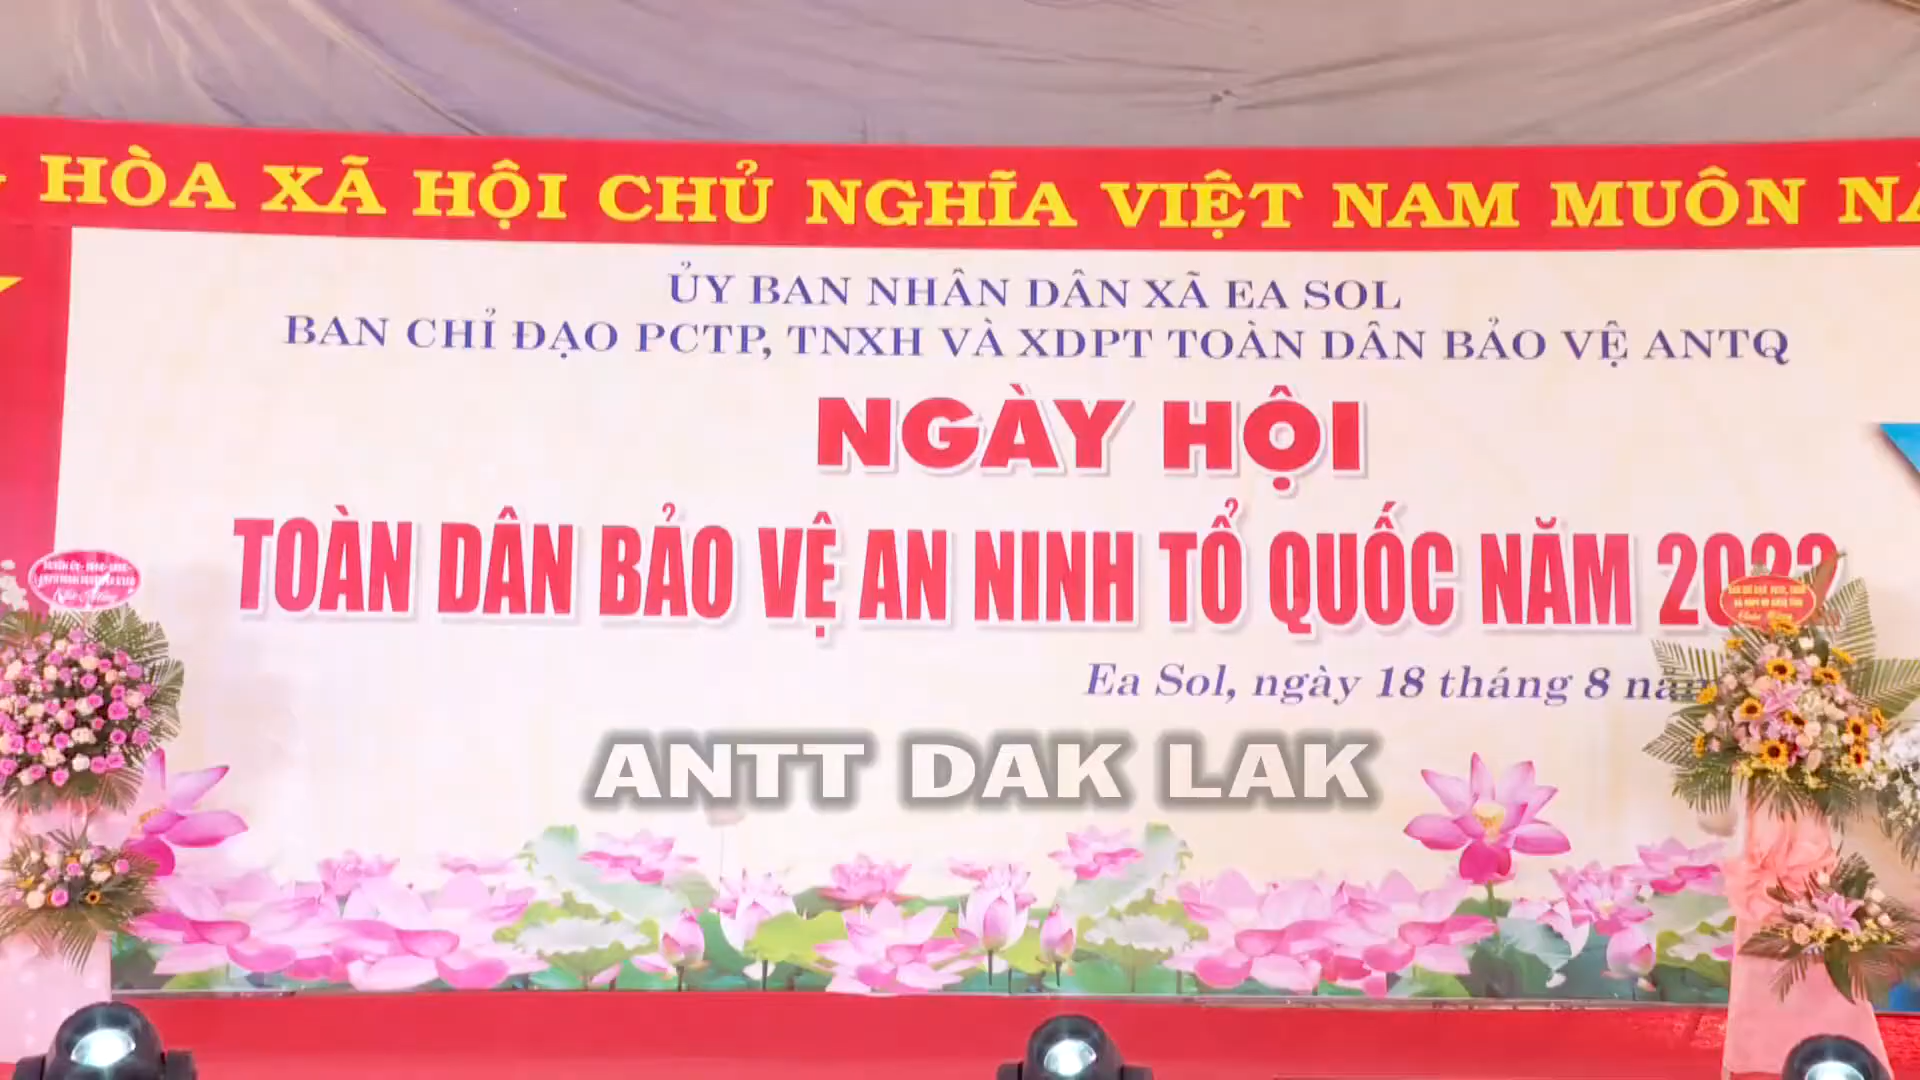 HÒA XÃ HỘI CHỦ NGHĨA VIỆT NAM MUÔN
ỦY BAN NHÂN DÂN XÃ EA SOL
BAN CHỈ ĐẠO PCTP, TNXH VÀ XDPT TOÀN DÂN BẢO VỆ ANTQ
NGÀY HỘI
TOÀN DÂN BẢO VỆ AN NINH TỔ QUỐC NĂM
Ea Sol, ngày 18 tháng 8
ANTT DAK LAK